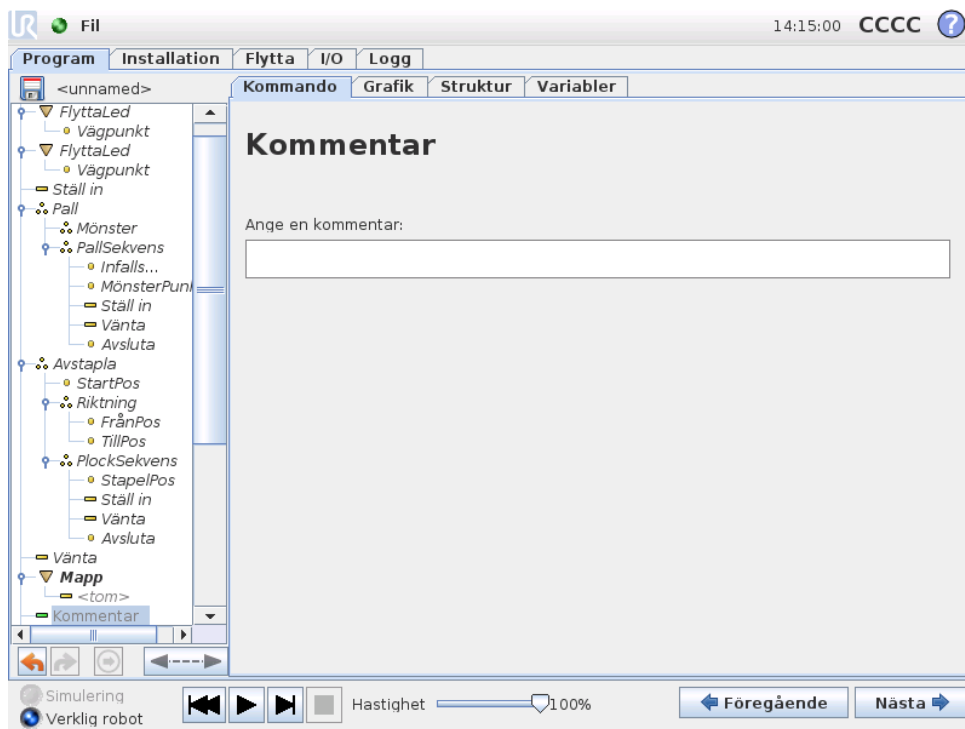 UR Fil 14:15:00 CCCC ?
Program Installation Flytta I/O Logg
<unnamed> Kommando Grafik Struktur Variabler
FlyttaLed
Vägpunkt
FlyttaLed
Vägpunkt
Ställ in
Pall
Mönster
PallSekvens
Infalls...
MönsterPunk
Ställ in
Vänta
Avsluta
Avstapla
StartPos
Riktning
FrånPos
TillPos
PlockSekvens
StapelPos
Ställ in
Vänta
Avsluta
Vänta
Mapp
<tom>
Kommentar
Kommentar
Ange en kommentar:
Simulering
Verklig robot
Hastighet 100% Föregående Nästa